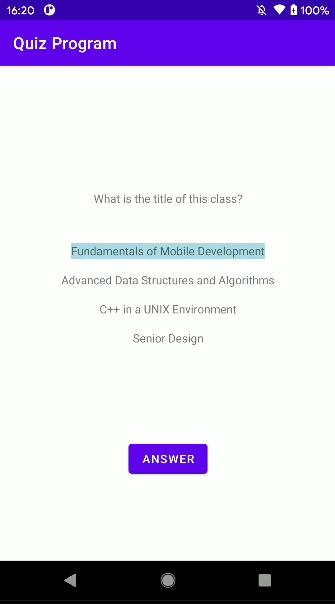 16:20
100%
Quiz Program
What is the title of this class?
Fundamentals of Mobile Development
Advanced Data Structures and Algorithms
C++ in a UNIX Environment
Senior Design
ANSWER